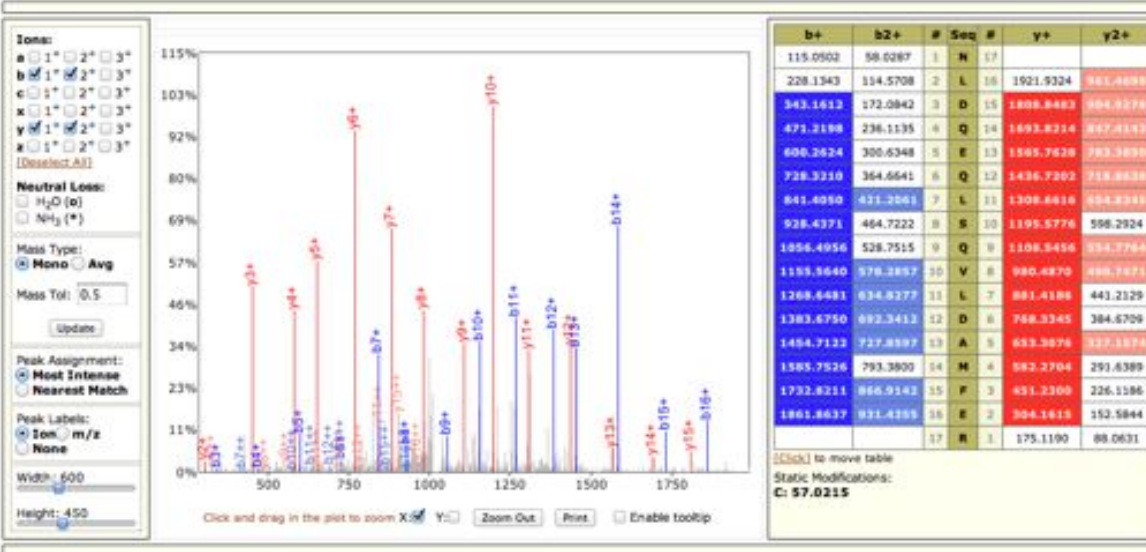 Ions:
a 1+ 2+ 3+
b 1+ 2+ 3+
c 1+ 2+ 3+
x 1+ 2+ 3+
y 1+ 2+ 3+
z 1+ 2+ 3+
[Deselect All]
Neutral Loss:
H2O (o)
NH3 (*)
Mass Type:
Mono Avg
Mass Tol: 0.5
Update
Peak Assignment:
Most Intense
Nearest Match
Peak Labels:
Ion m/z
None
Width: 600
Height: 450
115%
103%
92%
80%
69%
57%
46%
34%
23%
11%
0%
500 750 1000 1250 1500 1750
y3+
y4+
y5+
y6+
b7+
y7+
y8+
b9+
y9+
b10+
y10+
b11+
y11+
b12+
b13+
y13+
b14+
y14+
b15+
y15+
b16+
Click and drag in the plot to zoom X: Y: Zoom Out Print Enable tooltip
b+ b2+ # Seq # y+ y2+
115.0502 58.0287 1 N 17
228.1343 114.5708 2 L 16 1921.9324
343.1612 172.0842 3 D 15 1808.8483
471.2198 236.1135 4 Q 14 1693.8214
600.2624 300.6348 5 E 13 1565.7628
728.3210 364.6641 6 Q 12 1436.7202
841.4050 421.2061 7 L 11 1308.6616
928.4371 464.7222 8 S 10 1195.5776 598.2924
1056.4956 528.7515 9 Q 9 1108.5456
1155.5640 578.2857 10 V 8 980.4870
1268.6481 634.8277 11 L 7 881.4186 441.2129
1383.6750 692.3412 12 D 6 768.3345 384.6709
1454.7122 727.8597 13 A 5 653.3076
1585.7526 793.3800 14 M 4 582.2704 291.6389
1732.8211 866.9142 15 F 3 451.2300 226.1186
1861.8637 931.4355 16 E 2 304.1615 152.5844
17 R 1 175.1190 88.0631
[Click] to move table
Static Modifications:
C: 57.0215